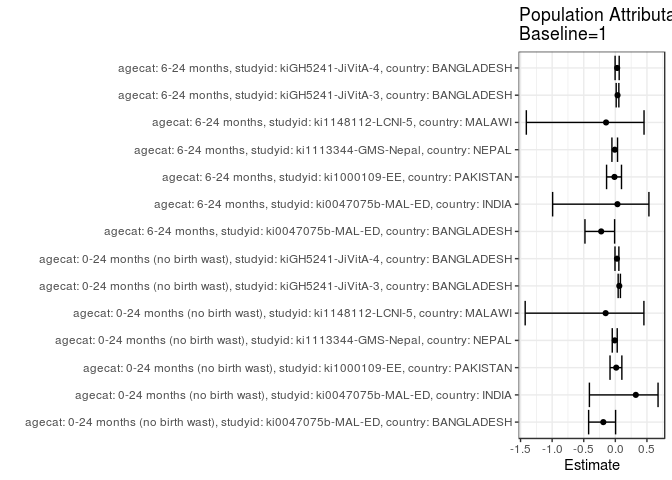 Population Attributa
Baseline=1
agecat: 6-24 months, studyid: kiGH5241-JiVitA-4, country: BANGLADESH
agecat: 6-24 months, studyid: kiGH5241-JiVitA-3, country: BANGLADESH
agecat: 6-24 months, studyid: ki1148112-LCNI-5, country: MALAWI
agecat: 6-24 months, studyid: ki1113344-GMS-Nepal, country: NEPAL
agecat: 6-24 months, studyid: ki1000109-EE, country: PAKISTAN
agecat: 6-24 months, studyid: ki0047075b-MAL-ED, country: INDIA
agecat: 6-24 months, studyid: ki0047075b-MAL-ED, country: BANGLADESH
agecat: 0-24 months (no birth wast), studyid: kiGH5241-JiVitA-4, country: BANGLADESH
agecat: 0-24 months (no birth wast), studyid: kiGH5241-JiVitA-3, country: BANGLADESH
agecat: 0-24 months (no birth wast), studyid: ki1148112-LCNI-5, country: MALAWI
agecat: 0-24 months (no birth wast), studyid: ki1113344-GMS-Nepal, country: NEPAL
agecat: 0-24 months (no birth wast), studyid: ki1000109-EE, country: PAKISTAN
agecat: 0-24 months (no birth wast), studyid: ki0047075b-MAL-ED, country: INDIA
agecat: 0-24 months (no birth wast), studyid: ki0047075b-MAL-ED, country: BANGLADESH
-1.5 -1.0 -0.5 0.0 0.5
Estimate